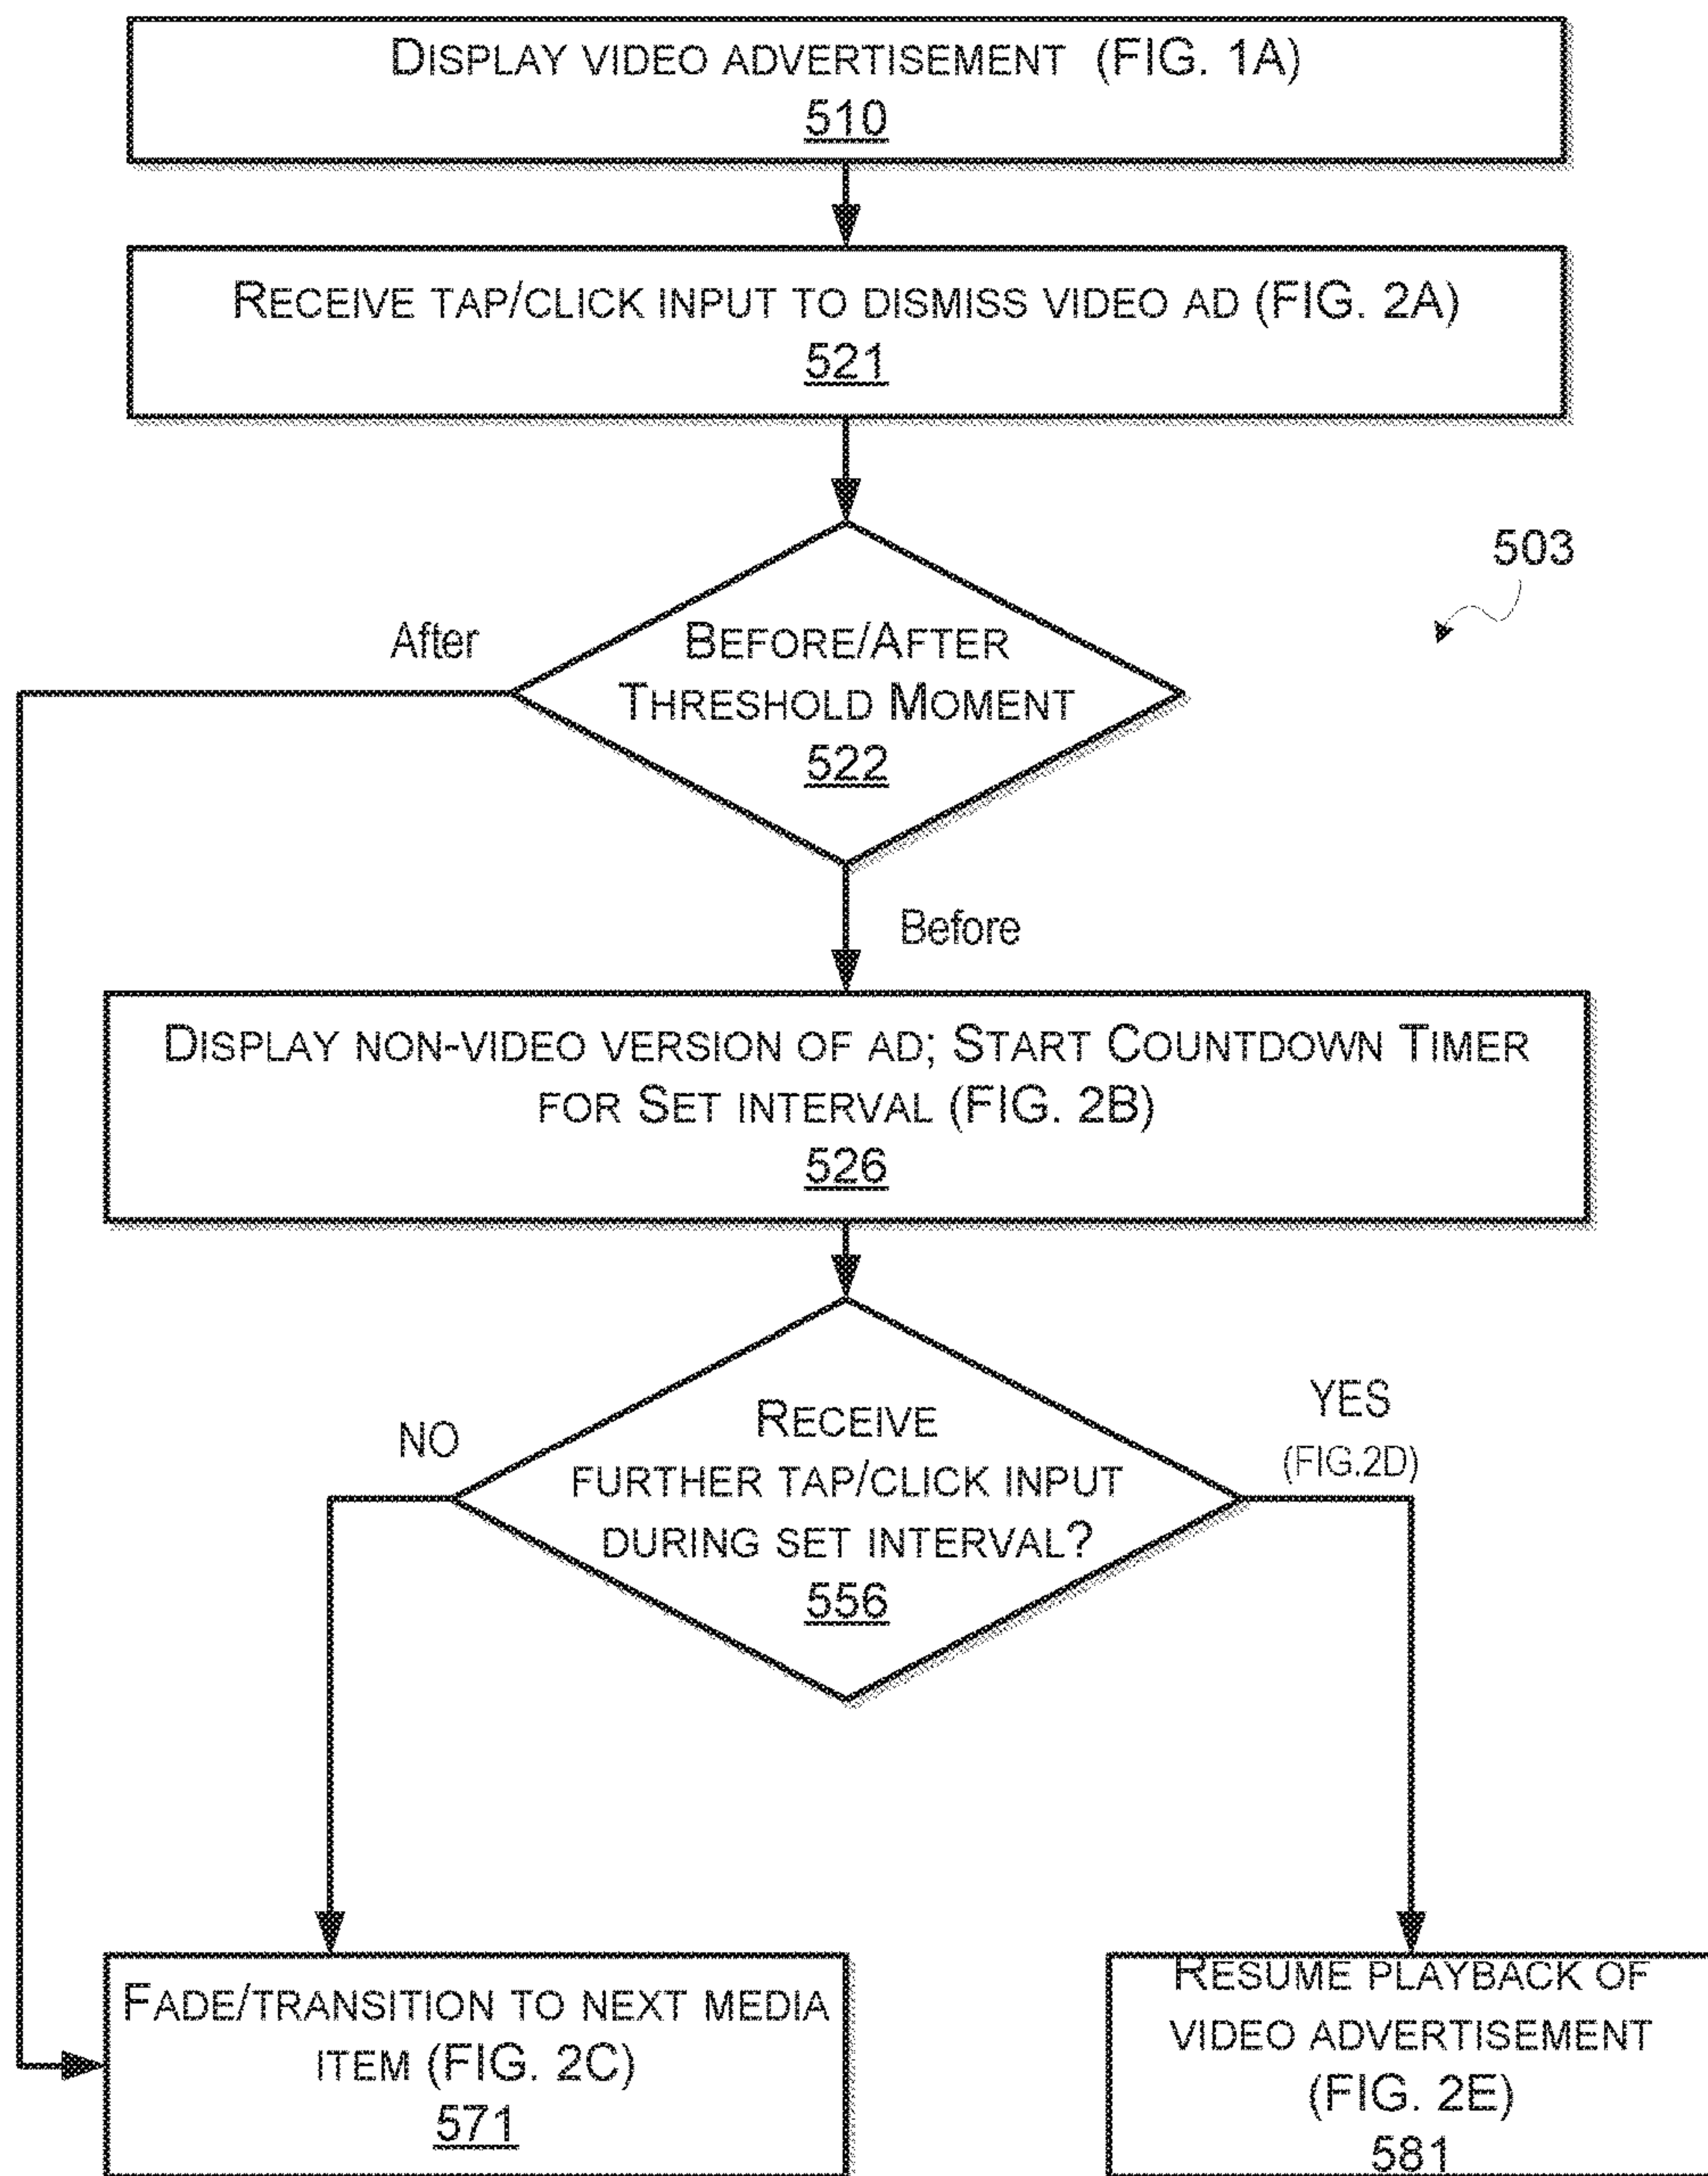 DISPLAY VIDEO ADVERTISEMENT (FIG. 1A)
510
RECEIVE TAP/CLICK INPUT TO DISMISS VIDEO AD (FIG. 2A)
521
503
After
BEFORE/AFTER
THRESHOLD MOMENT
522
Before
DISPLAY NON-VIDEO VERSION OF AD; START COUNTDOWN TIMER
FOR SET INTERVAL (FIG. 2B)
526
NO
YES
(FIG.2D)
RECEIVE
FURTHER TAP/CLICK INPUT
DURING SET INTERVAL?
556
FADE/TRANSITION TO NEXT MEDIA
ITEM (FIG. 2C)
571
RESUME PLAYBACK OF
VIDEO ADVERTISEMENT
(FIG. 2E)
581